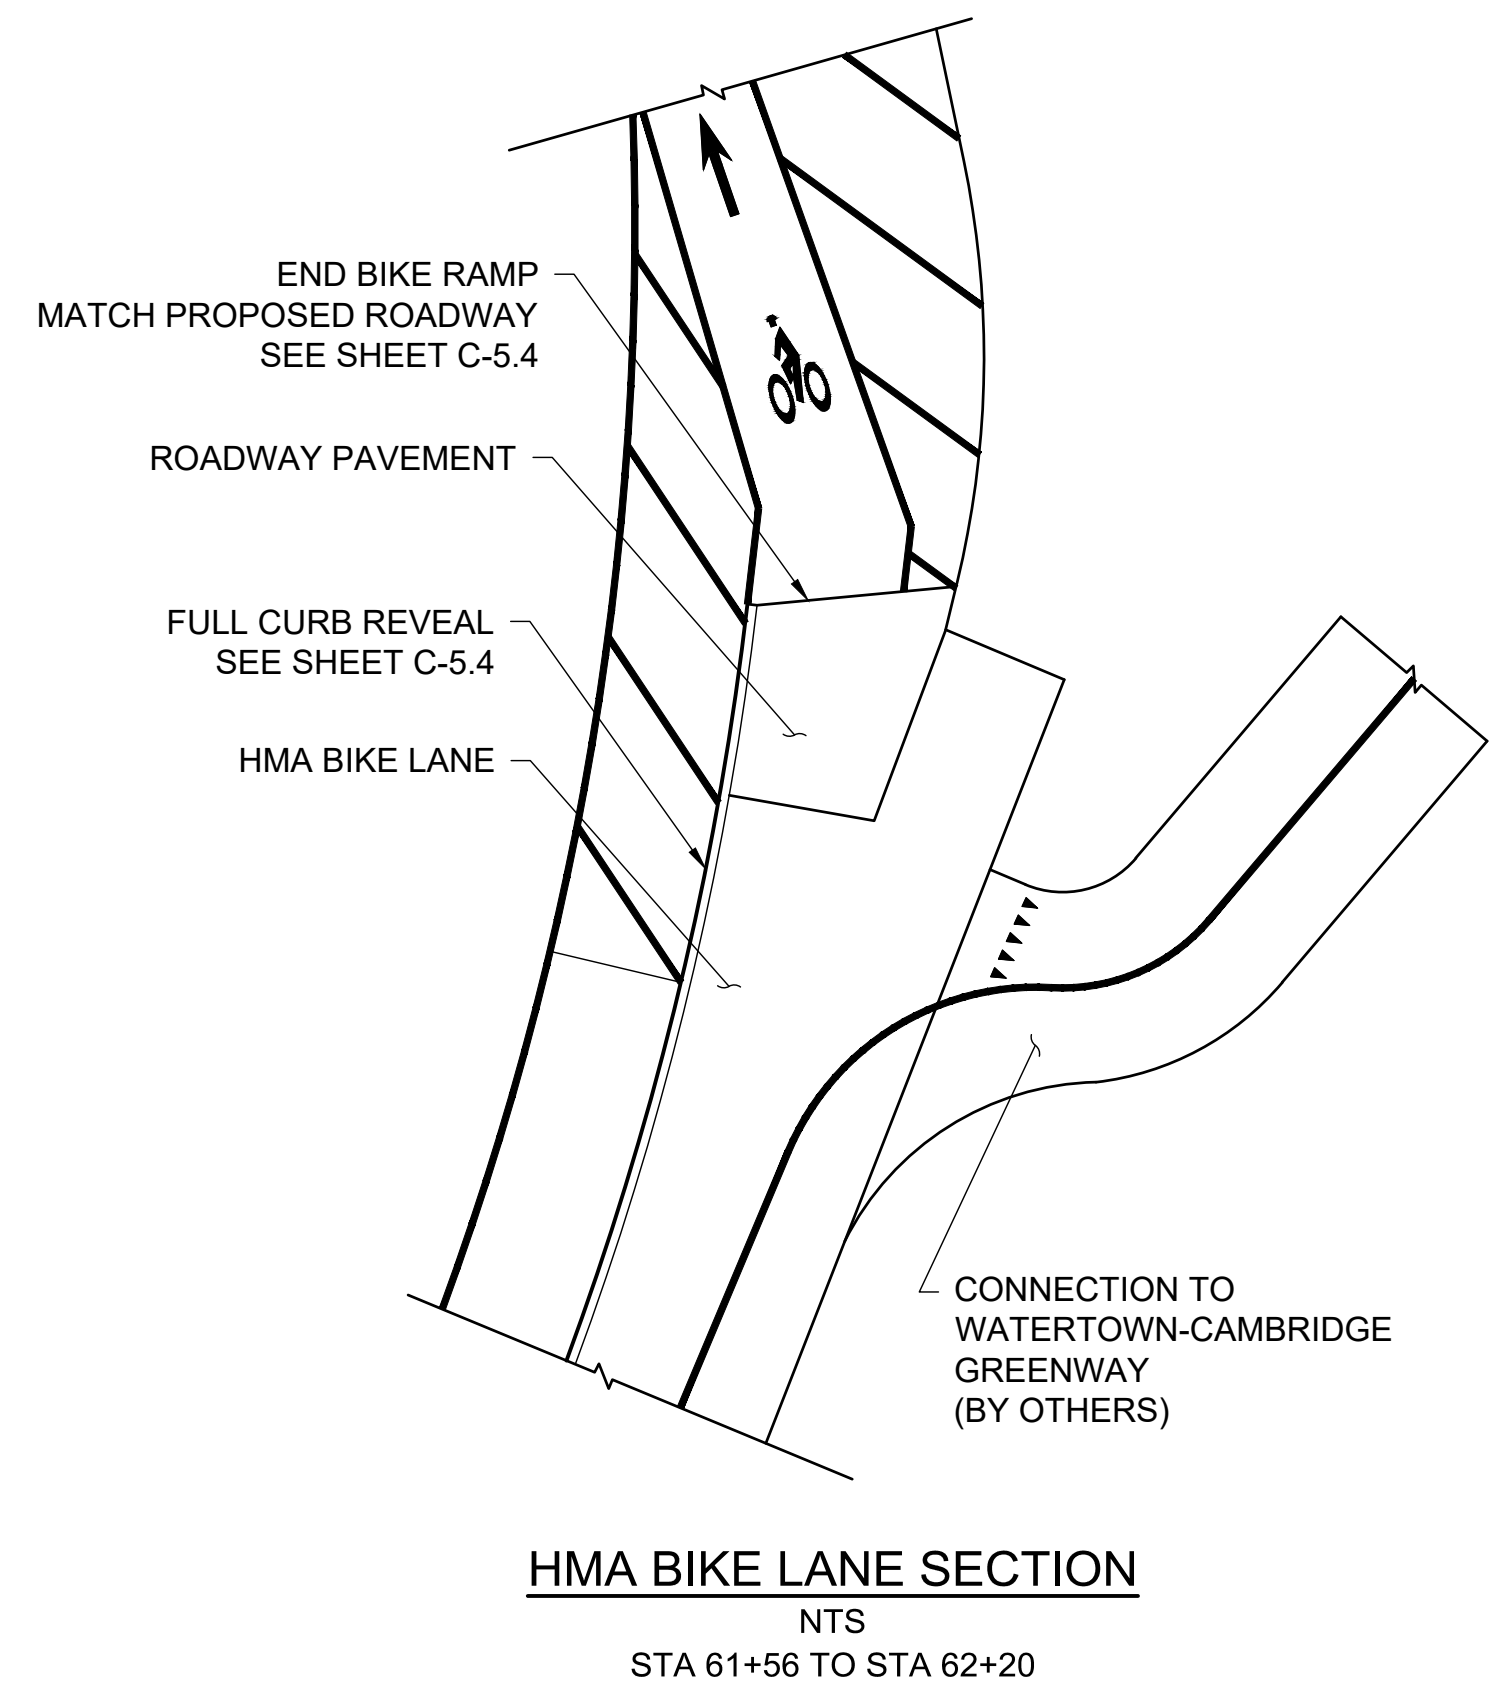 END BIKE RAMP
MATCH PROPOSED ROADWAY
SEE SHEET C-5.4
ROADWAY PAVEMENT
FULL CURB REVEAL
SEE SHEET C-5.4
HMA BIKE LANE
CONNECTION TO
WATERTOWN-CAMBRIDGE
GREENWAY
(BY OTHERS)
HMA BIKE LANE SECTION
NTS
STA 61+56 TO STA 62+20